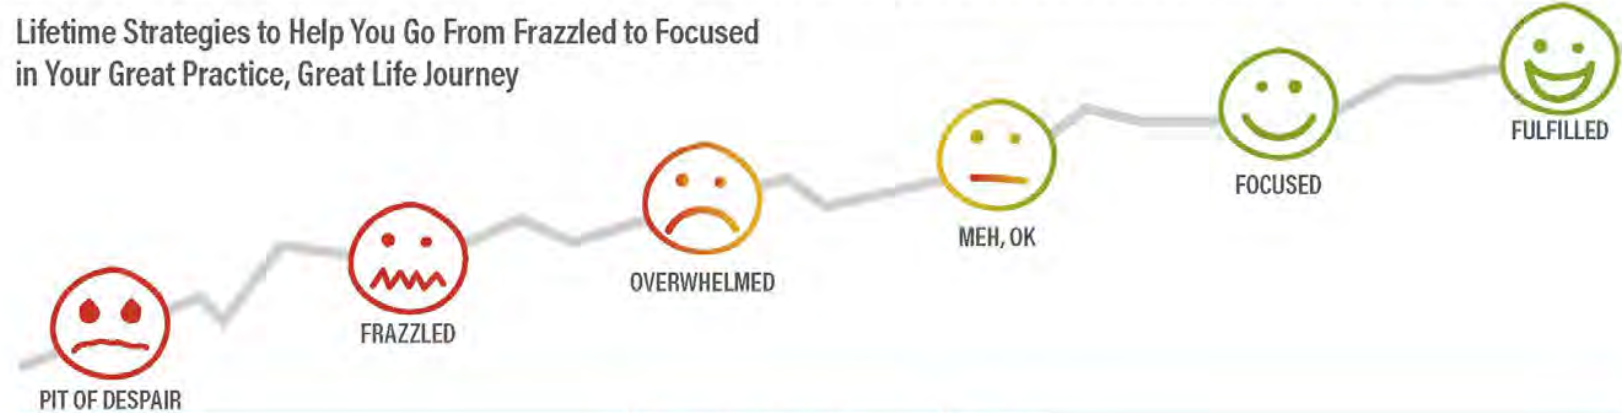 Lifetime Strategies to Help You Go From Frazzled to Focused
in Your Great Practice, Great Life Journey
PIT OF DESPAIR
FRAZZLED
OVERWHELMED
MEH, OK
FOCUSED
FULFILLED